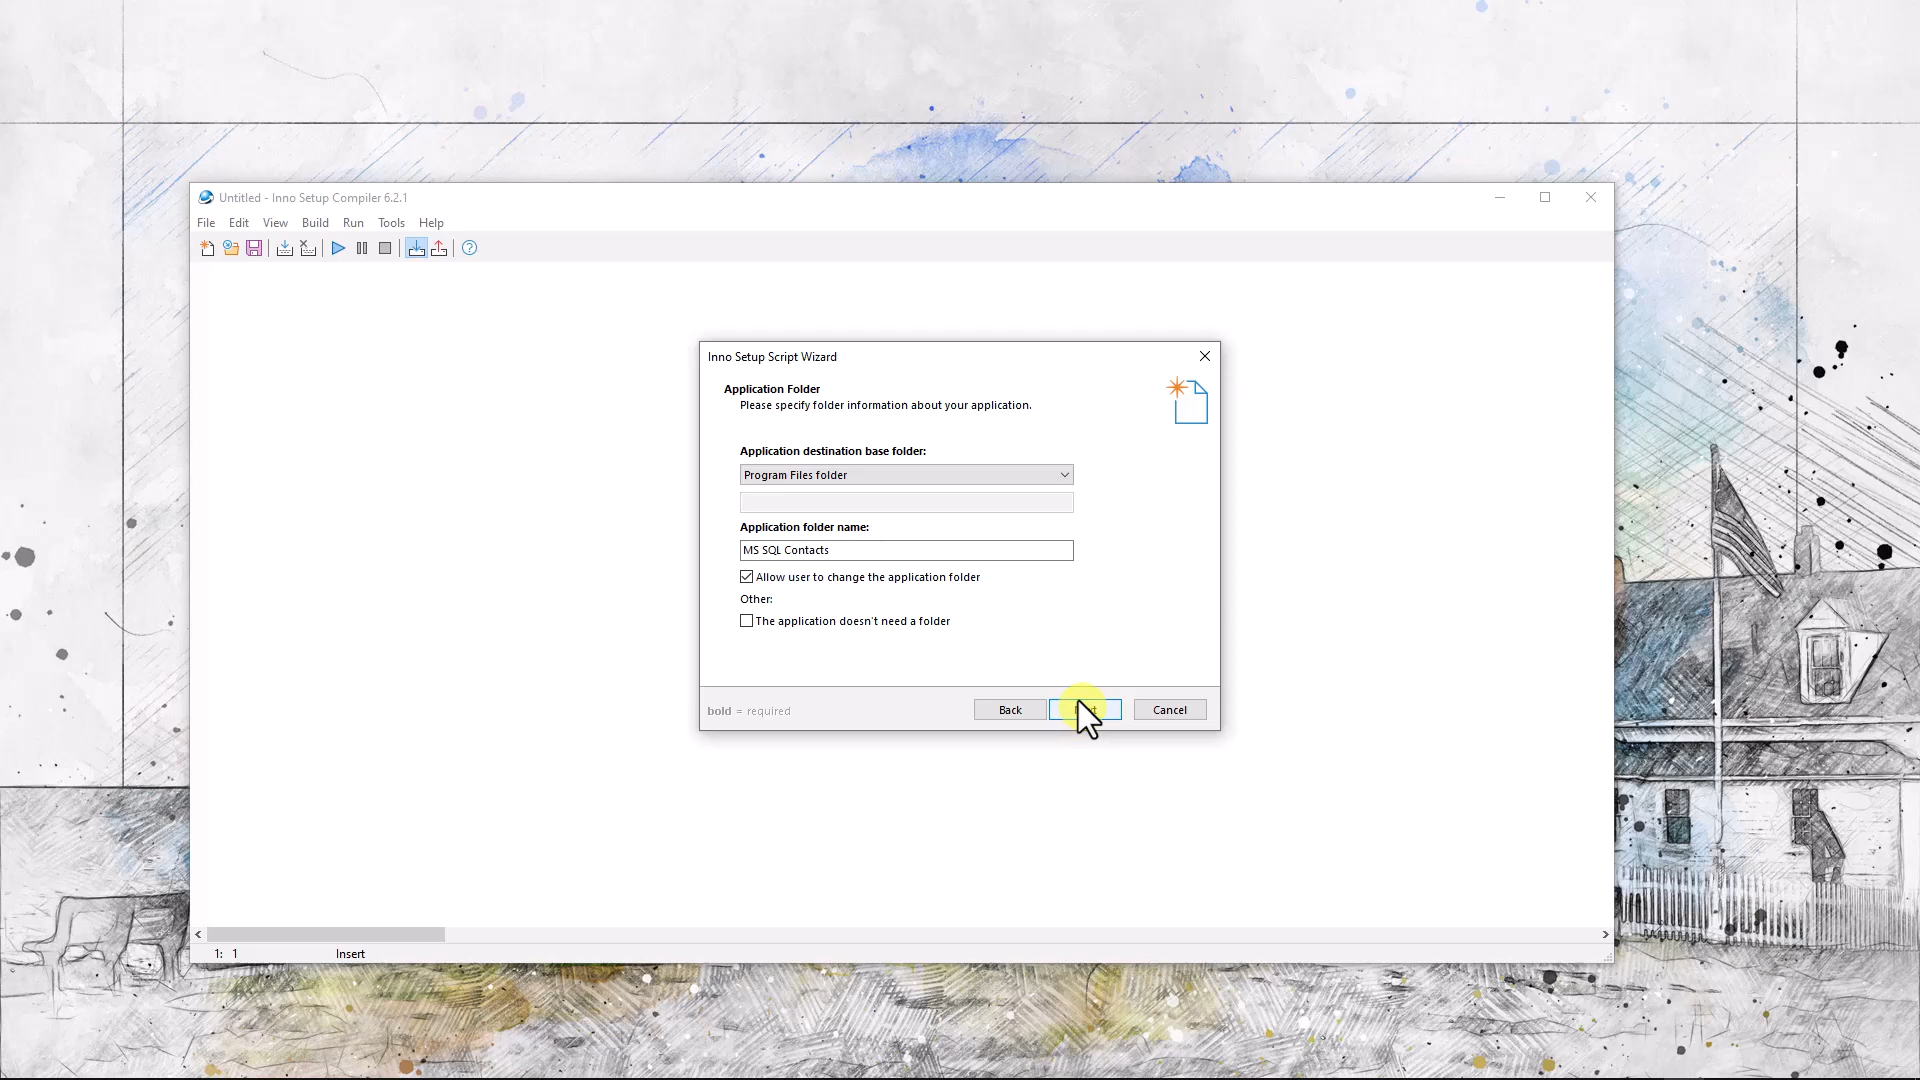 Untitled - Inno Setup Compiler 6.2.1
File Edit View Build Run Tools Help
Inno Setup Script Wizard
Application Folder
Please specify folder information about your application.
Application destination base folder:
Program Files folder
Application folder name:
MS SQL Contacts
Allow user to change the application folder
Other:
The application doesn't need a folder
bold = required
Back
Cancel
1: 1
Insert